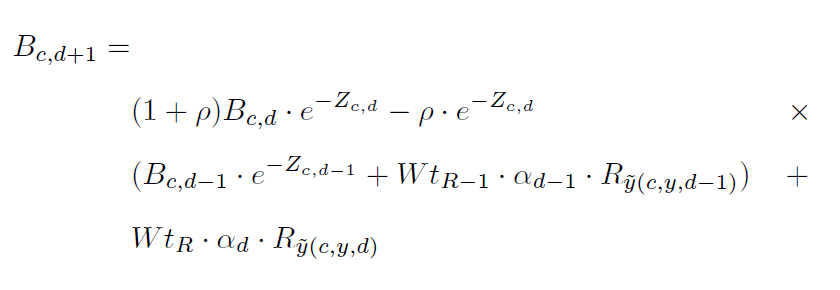 B_{c,d+1} =
(1 + ρ)B_{c,d} · e^{−Z_{c,d}} − ρ · e^{−Z_{c,d}} ×
(B_{c,d−1} · e^{−Z_{c,d−1}} + Wt_{R−1} · α_{d−1} · R_{ỹ(c,y,d−1)}) +
Wt_R · α_d · R_{ỹ(c,y,d)}